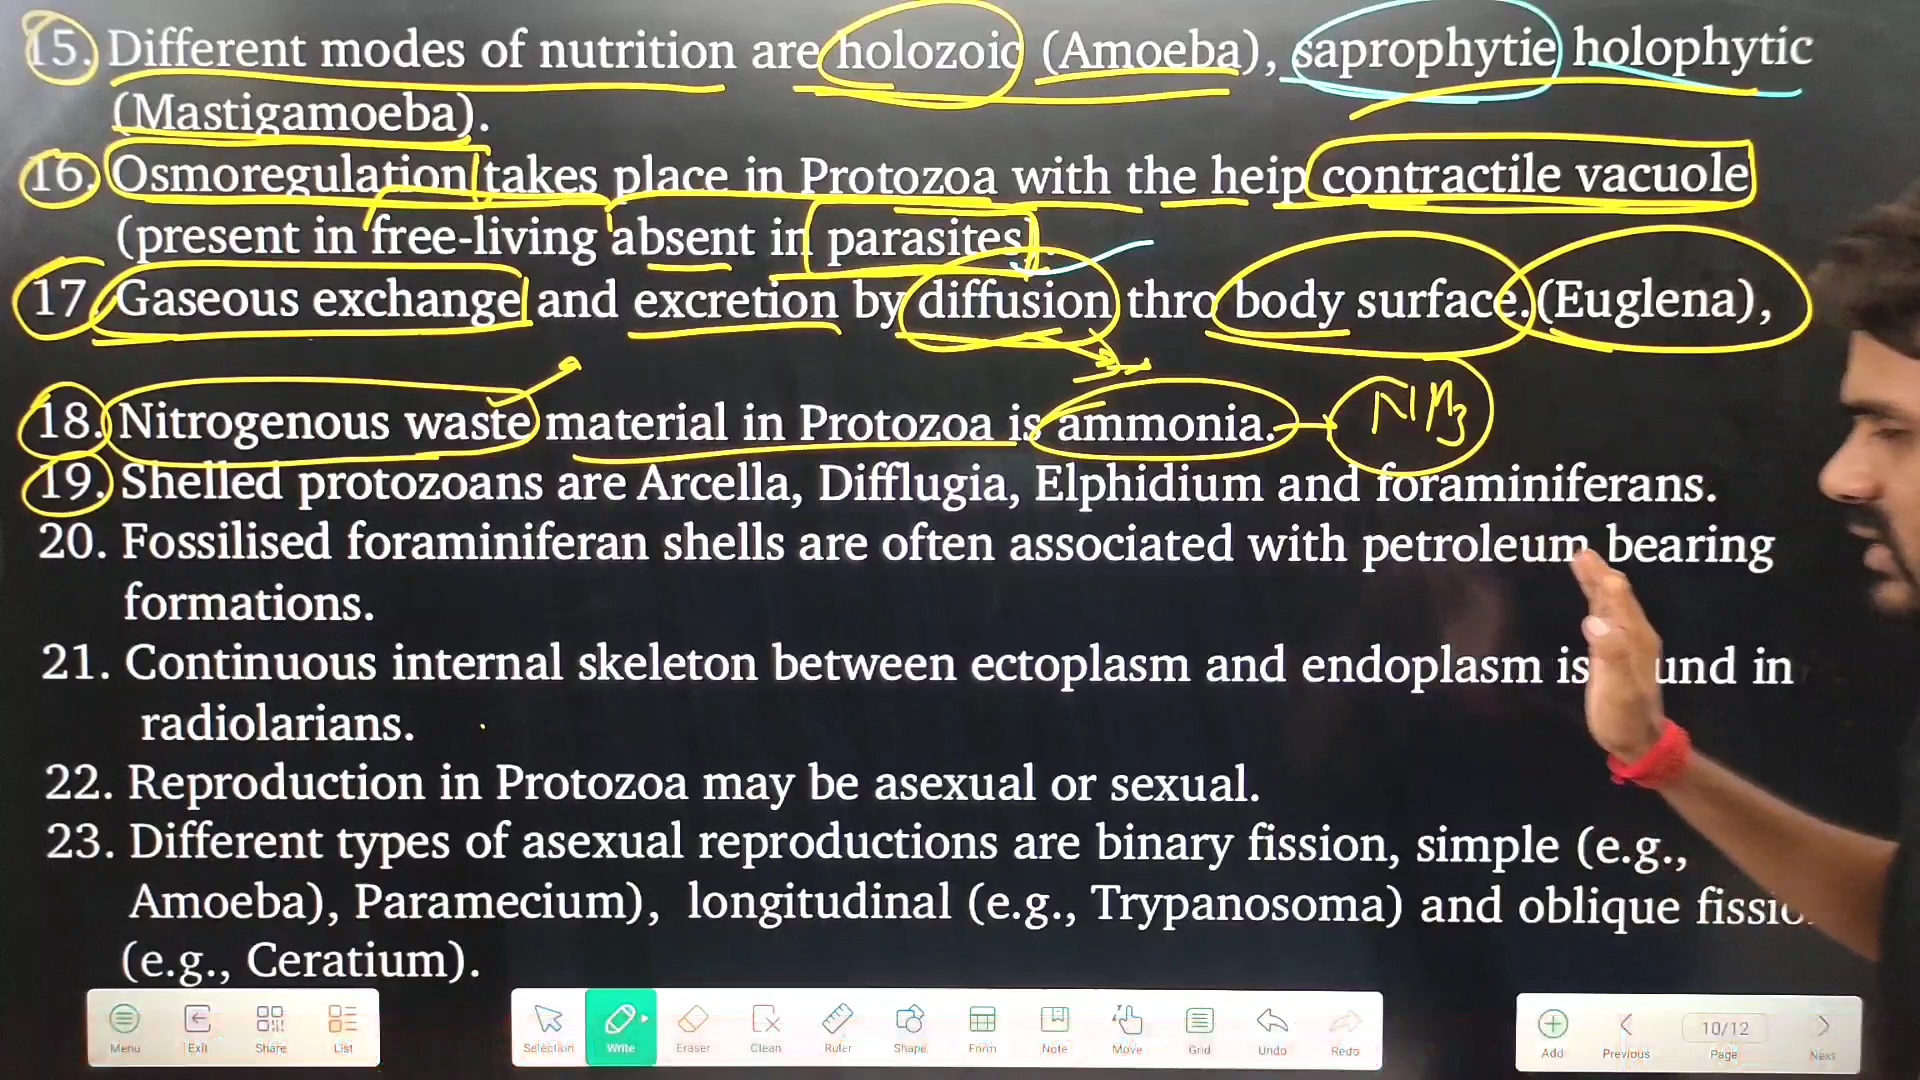 15. Different modes of nutrition are holozoic (Amoeba), saprophytie holophytic
(Mastigamoeba).
16. Osmoregulation takes place in Protozoa with the heip contractile vacuole
(present in free-living absent in parasites).
17. Gaseous exchange and excretion by diffusion thro body surface. (Euglena),
18. Nitrogenous waste material in Protozoa is ammonia. NH3
19. Shelled protozoans are Arcella, Difflugia, Elphidium and foraminiferans.
20. Fossilised foraminiferan shells are often associated with petroleum bearing
formations.
21. Continuous internal skeleton between ectoplasm and endoplasm is und in
radiolarians.
22. Reproduction in Protozoa may be asexual or sexual.
23. Different types of asexual reproductions are binary fission, simple (e.g.,
Amoeba), Paramecium), longitudinal (e.g., Trypanosoma) and oblique
(e.g., Ceratium).
Menu Exit Share List Selection Write Eraser Clean Ruler Shape Form Note Move Grid Undo Redo Add Previous 10/12 Page Next